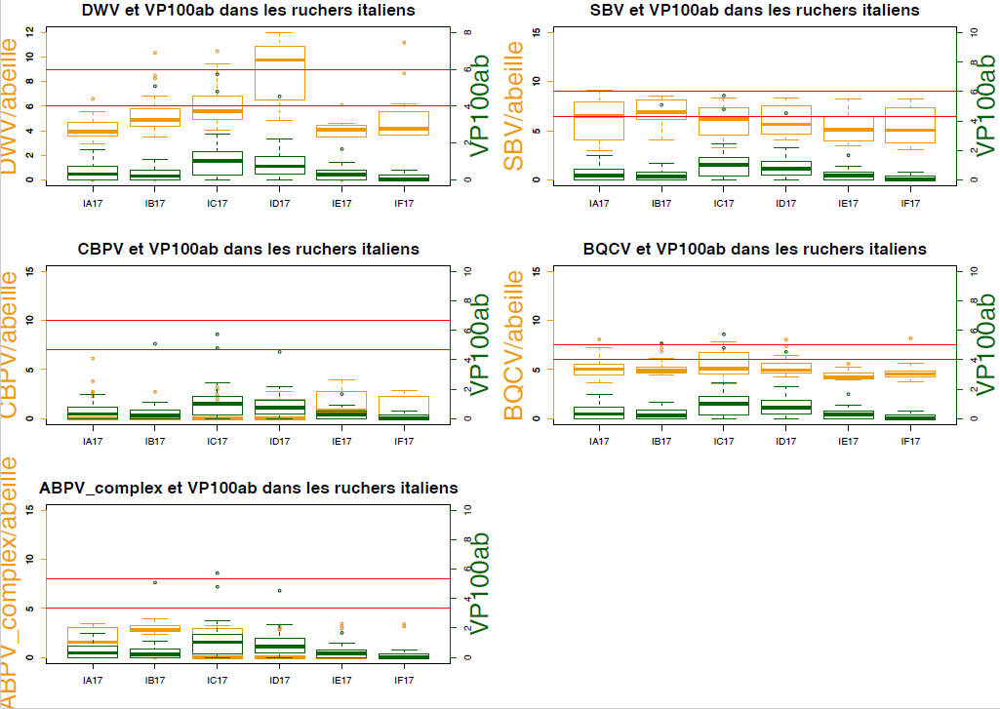 DWV et VP100ab dans les ruchers italiens
DWV/abeille
0 2 4 6 8 10 12
0 2 4 6 8
VP100ab
IA17 IB17 IC17 ID17 IE17 IF17
SBV et VP100ab dans les ruchers italiens
SBV/abeille
0 5 10 15
0 2 4 6 8 10
VP100ab
IA17 IB17 IC17 ID17 IE17 IF17
CBPV et VP100ab dans les ruchers italiens
CBPV/abeille
0 5 10 15
0 2 4 6 8 10
VP100ab
IA17 IB17 IC17 ID17 IE17 IF17
BQCV et VP100ab dans les ruchers italiens
BQCV/abeille
0 5 10 15
0 2 4 6 8 10
VP100ab
IA17 IB17 IC17 ID17 IE17 IF17
ABPV_complex et VP100ab dans les ruchers italiens
ABPV_complex/abeille
0 5 10 15
0 2 4 6 8 10
VP100ab
IA17 IB17 IC17 ID17 IE17 IF17